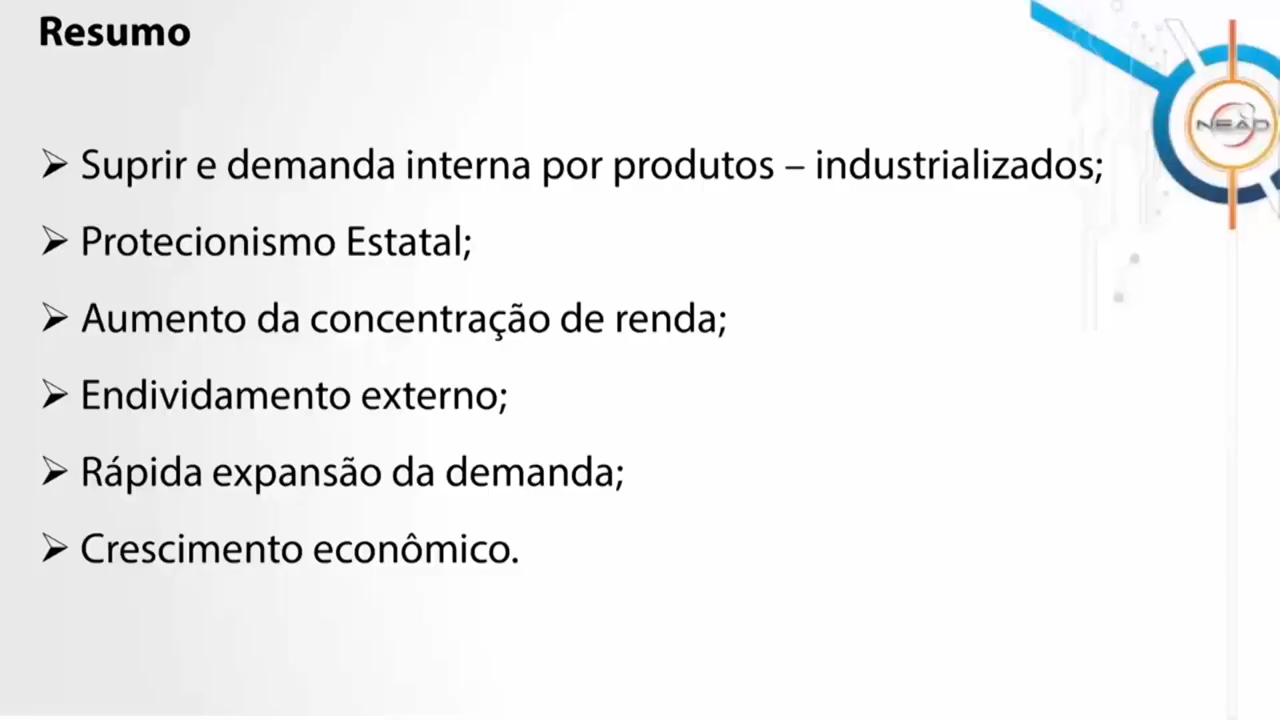 Resumo
NEAD
➢ Suprir e demanda interna por produtos – industrializados;
➢ Protecionismo Estatal;
➢ Aumento da concentração de renda;
➢ Endividamento externo;
➢ Rápida expansão da demanda;
➢ Crescimento econômico.